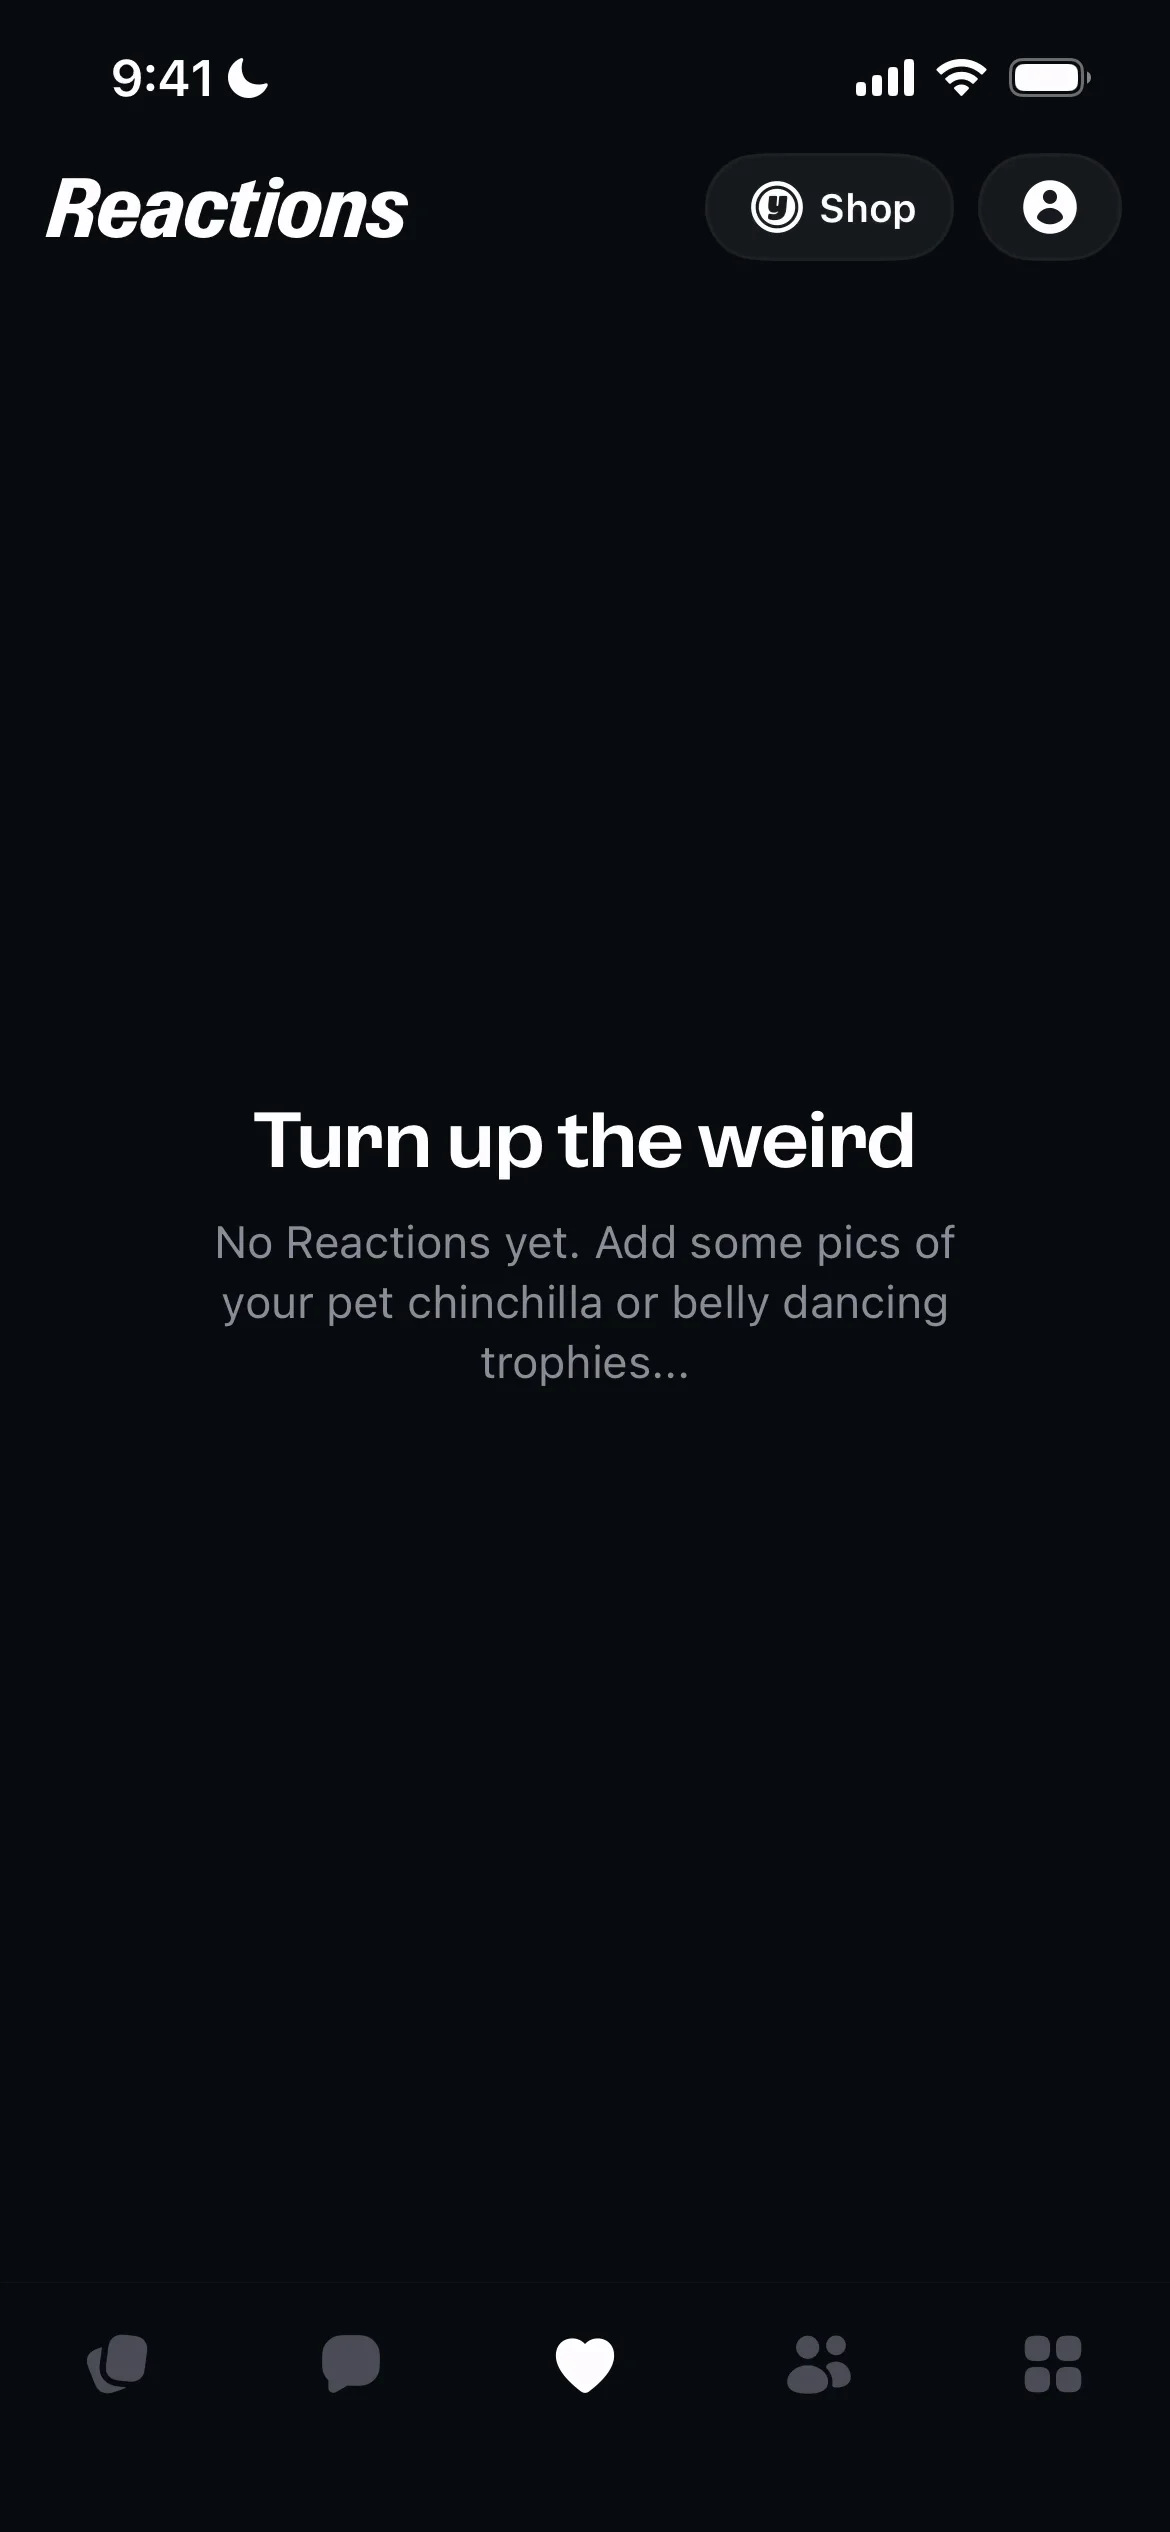 9:41
Reactions
y Shop
Turn up the weird
No Reactions yet. Add some pics of
your pet chinchilla or belly dancing
trophies...